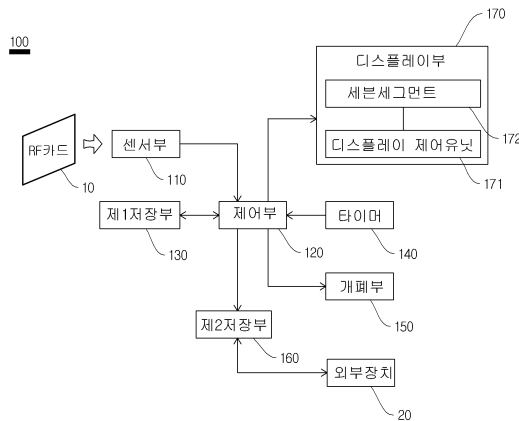 100
170
디스플레이부
세븐세그먼트
172
디스플레이 제어유닛
171
RF카드
10
센서부
110
제1저장부
130
제어부
120
타이머
140
개폐부
150
제2저장부
160
외부장치
20